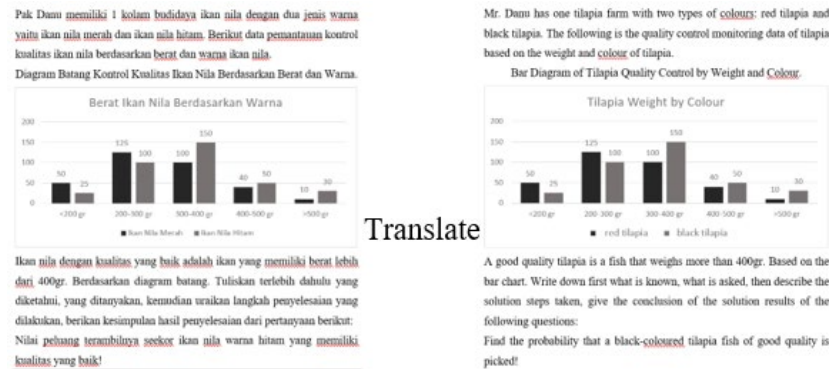 Pak Danu memiliki 1 kolam budidaya ikan nila dengan dua jenis warna
yaitu ikan nila merah dan ikan nila hitam. Berikut data pemantauan kontrol
kualitas ikan nila berdasarkan berat dan warna ikan nila.
Diagram Batang Kontrol Kualitas Ikan Nila Berdasarkan Berat dan Warna.
Berat Ikan Nila Berdasarkan Warna
200
150
100
50
0
50 25 125 100 100 150 40 50 10 30
<200 gr 200-300 gr 300-400 gr 400-500 gr >500 gr
Ikan Nila Merah Ikan Nila Hitam
Ikan nila dengan kualitas yang baik adalah ikan yang memiliki berat lebih
dari 400gr. Berdasarkan diagram batang. Tuliskan terlebih dahulu yang
diketahui, yang ditanyakan, kemudian uraikan langkah penyelesaian yang
dilakukan, berikan kesimpulan hasil penyelesaian dari pertanyaan berikut:
Nilai peluang terambilnya seekor ikan nila warna hitam yang memiliki
kualitas yang baik!
Translate
Mr. Danu has one tilapia farm with two types of colours: red tilapia and
black tilapia. The following is the quality control monitoring data of tilapia
based on the weight and colour of tilapia.
Bar Diagram of Tilapia Quality Control by Weight and Colour.
Tilapia Weight by Colour
200
150
100
50
0
50 25 125 100 100 150 40 50 10 30
<200 gr 200-300 gr 300-400 gr 400-500 gr >500 gr
red tilapia black tilapia
A good quality tilapia is a fish that weighs more than 400gr. Based on the
bar chart. Write down first what is known, what is asked, then describe the
solution steps taken, give the conclusion of the solution results of the
following questions:
Find the probability that a black-coloured tilapia fish of good quality is
picked!